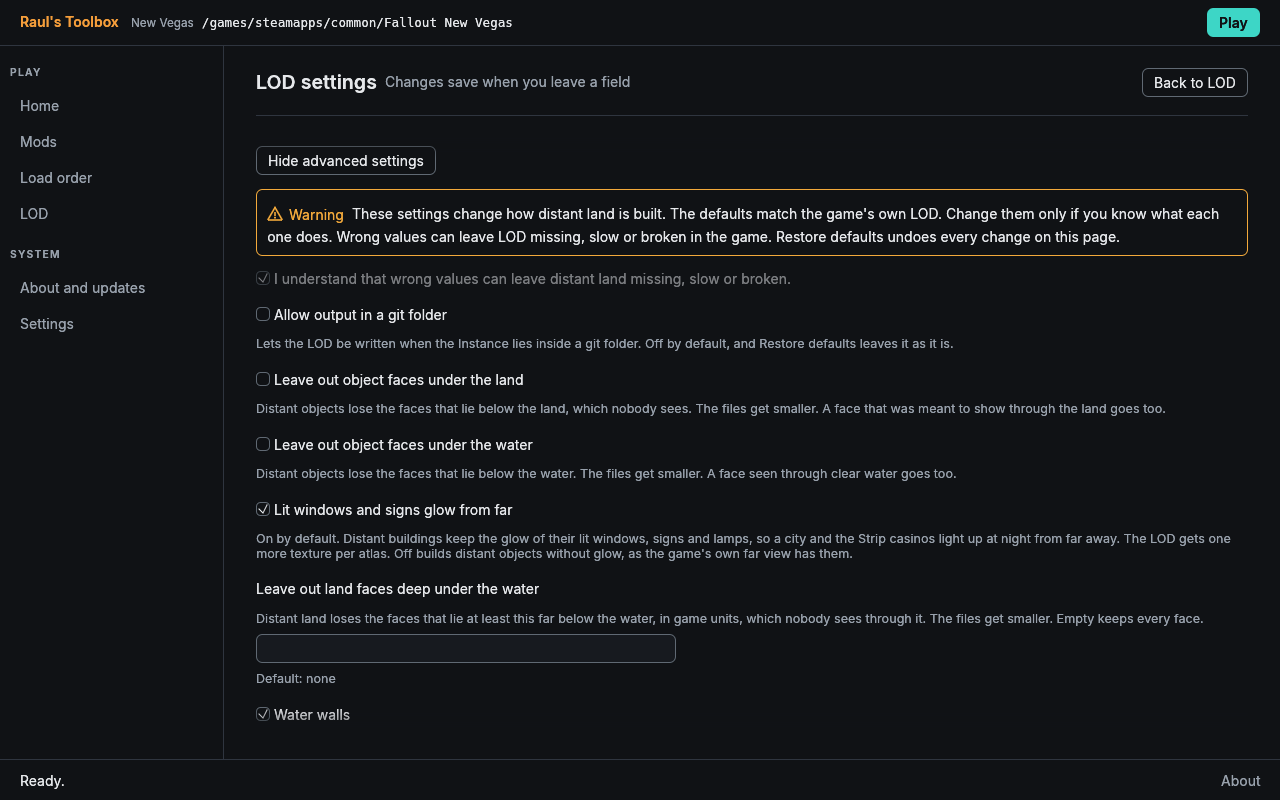 Raul's Toolbox New Vegas /games/steamapps/common/Fallout New Vegas Play
PLAY
Home
Mods
Load order
LOD
SYSTEM
About and updates
Settings
LOD settings Changes save when you leave a field Back to LOD
Hide advanced settings
Warning These settings change how distant land is built. The defaults match the game's own LOD. Change them only if you know what each
one does. Wrong values can leave LOD missing, slow or broken in the game. Restore defaults undoes every change on this page.
I understand that wrong values can leave distant land missing, slow or broken.
Allow output in a git folder
Lets the LOD be written when the Instance lies inside a git folder. Off by default, and Restore defaults leaves it as it is.
Leave out object faces under the land
Distant objects lose the faces that lie below the land, which nobody sees. The files get smaller. A face that was meant to show through the land goes too.
Leave out object faces under the water
Distant objects lose the faces that lie below the water. The files get smaller. A face seen through clear water goes too.
Lit windows and signs glow from far
On by default. Distant buildings keep the glow of their lit windows, signs and lamps, so a city and the Strip casinos light up at night from far away. The LOD gets one
more texture per atlas. Off builds distant objects without glow, as the game's own far view has them.
Leave out land faces deep under the water
Distant land loses the faces that lie at least this far below the water, in game units, which nobody sees through it. The files get smaller. Empty keeps every face.
Default: none
Water walls
Ready. About